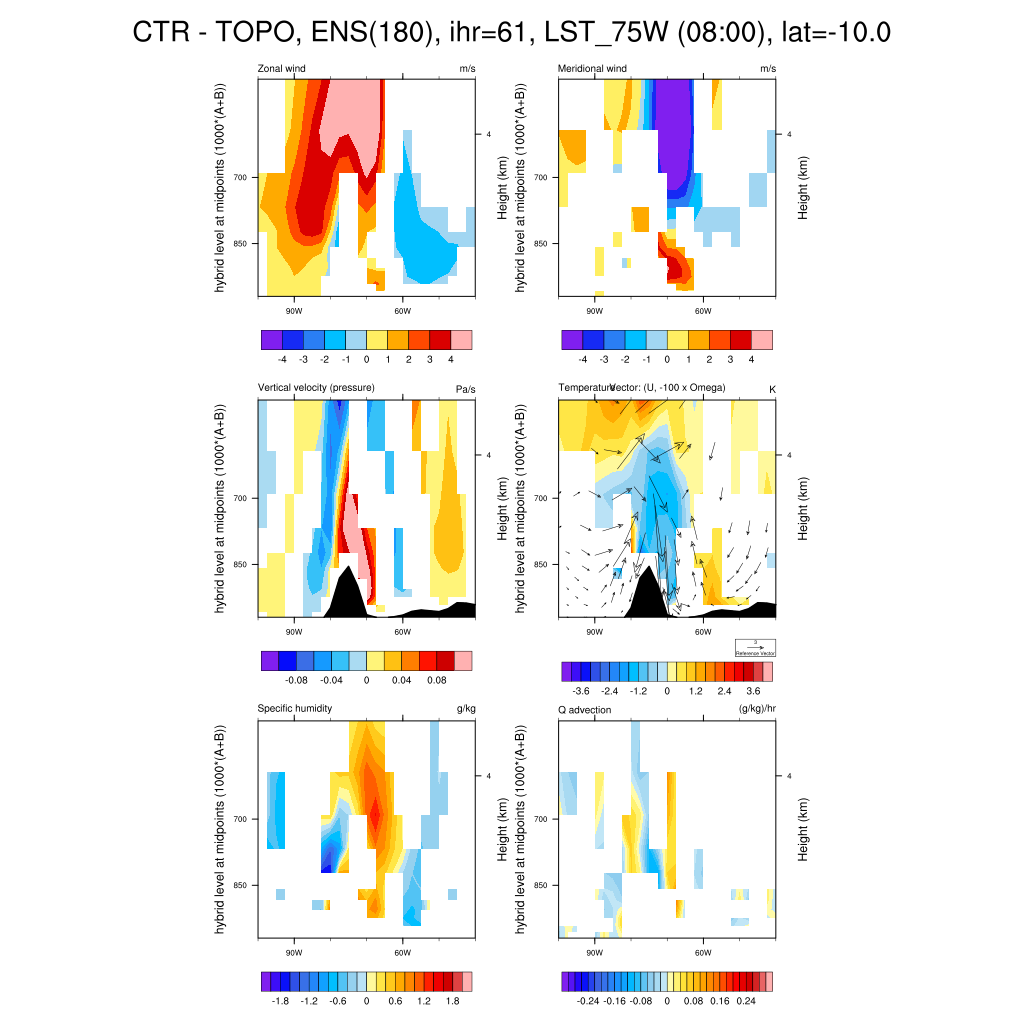 CTR - TOPO, ENS(180), ihr=61, LST_75W (08:00), lat=-10.0
Zonal wind m/s
hybrid level at midpoints (1000*(A+B))
700
850
4
Height (km)
90W 60W
-4 -3 -2 -1 0 1 2 3 4
Meridional wind m/s
hybrid level at midpoints (1000*(A+B))
700
850
4
Height (km)
90W 60W
-4 -3 -2 -1 0 1 2 3 4
Vertical velocity (pressure) Pa/s
hybrid level at midpoints (1000*(A+B))
700
850
4
Height (km)
90W 60W
-0.08 -0.04 0 0.04 0.08
Temperature Vector: (U, -100 x Omega) K
hybrid level at midpoints (1000*(A+B))
700
850
4
Height (km)
90W 60W
3
Reference Vector
-3.6 -2.4 -1.2 0 1.2 2.4 3.6
Specific humidity g/kg
hybrid level at midpoints (1000*(A+B))
700
850
4
Height (km)
90W 60W
-1.8 -1.2 -0.6 0 0.6 1.2 1.8
Q advection (g/kg)/hr
hybrid level at midpoints (1000*(A+B))
700
850
4
Height (km)
90W 60W
-0.24 -0.16 -0.08 0 0.08 0.16 0.24